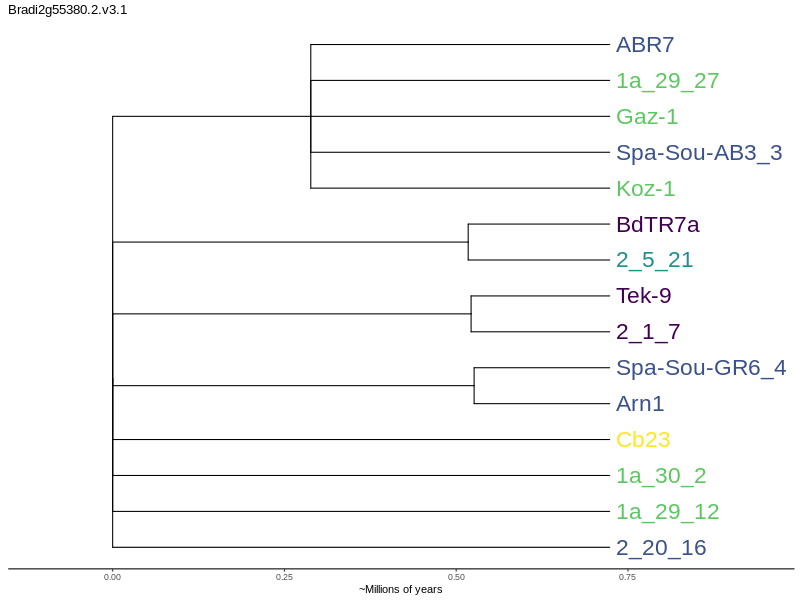 Bradi2g55380.2.v3.1
ABR7
1a_29_27
Gaz-1
Spa-Sou-AB3_3
Koz-1
BdTR7a
2_5_21
Tek-9
2_1_7
Spa-Sou-GR6_4
Arn1
Cb23
1a_30_2
1a_29_12
2_20_16
0.00 0.25 0.50 0.75
~Millions of years